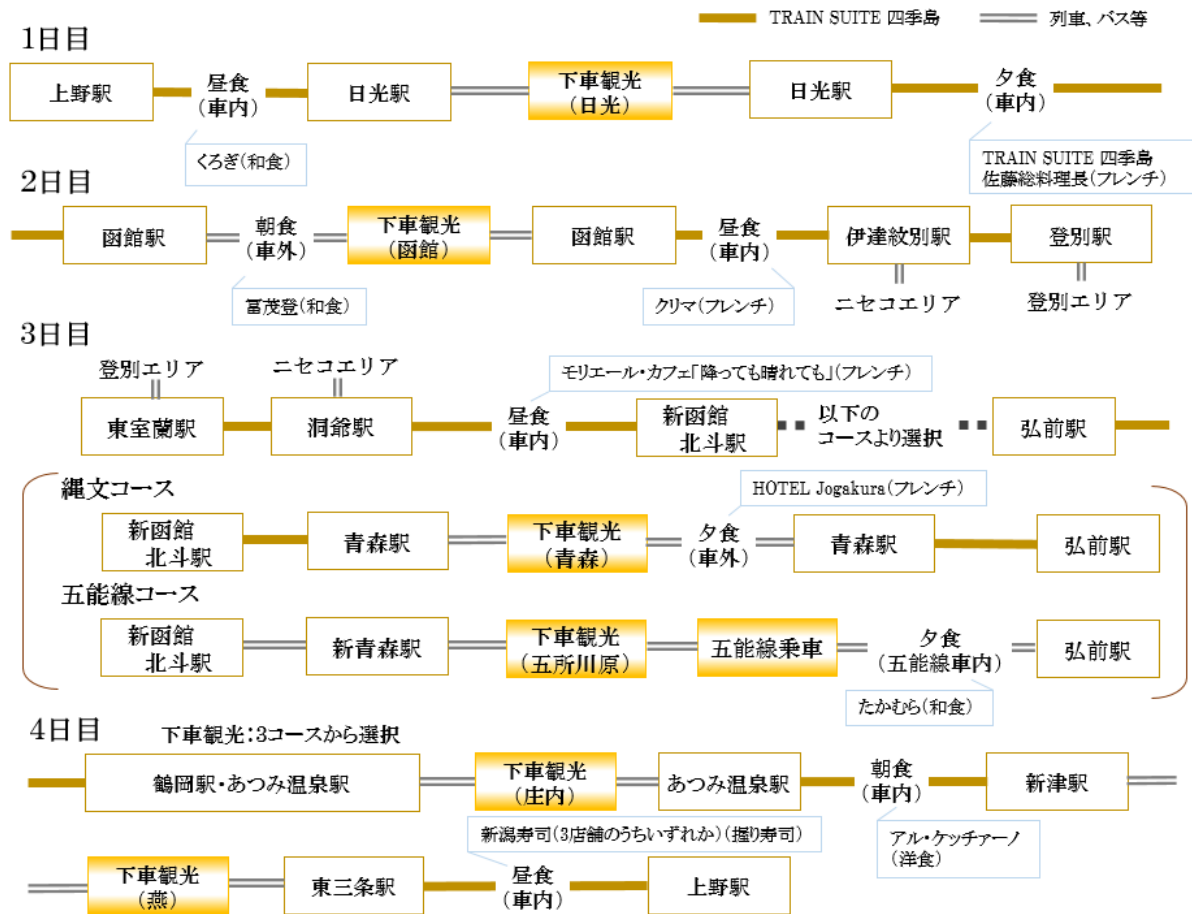 TRAIN SUITE 四季島
列車、バス等
1日目
上野駅
昼食
(車内)
日光駅
下車観光
(日光)
日光駅
夕食
(車内)
くろぎ(和食)
TRAIN SUITE 四季島
佐藤総料理長(フレンチ)
2日目
函館駅
朝食
(車外)
下車観光
(函館)
函館駅
昼食
(車内)
伊達紋別駅
登別駅
冨茂登(和食)
クリマ(フレンチ)
ニセコエリア
登別エリア
3日目
登別エリア
ニセコエリア
モリエール・カフェ「降っても晴れても」(フレンチ)
東室蘭駅
洞爺駅
昼食
(車内)
新函館
北斗駅
以下の
コースより選択
弘前駅
縄文コース
HOTEL Jogakura(フレンチ)
新函館
北斗駅
青森駅
下車観光
(青森)
夕食
(車外)
青森駅
弘前駅
五能線コース
新函館
北斗駅
新青森駅
下車観光
(五所川原)
五能線乗車
夕食
(五能線車内)
弘前駅
たかむら(和食)
4日目
下車観光:3コースから選択
鶴岡駅・あつみ温泉駅
下車観光
(庄内)
あつみ温泉駅
朝食
(車内)
新津駅
新潟寿司(3店舗のうちいずれか)(握り寿司)
アル・ケッチァーノ
(洋食)
下車観光
(燕)
東三条駅
昼食
(車内)
上野駅